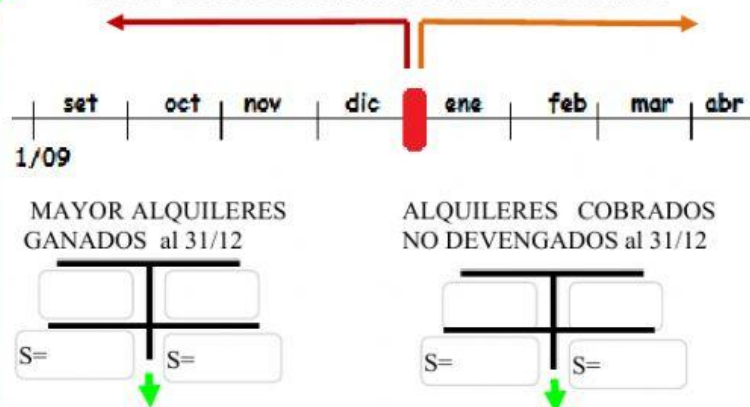 set oct nov dic ene feb mar abr
1/09
MAYOR ALQUILERES
GANADOS al 31/12
ALQUILERES COBRADOS
NO DEVENGADOS al 31/12
S= S= S= S=